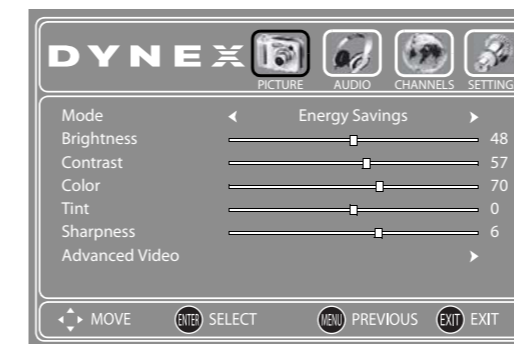 DYNEX
PICTURE AUDIO CHANNELS SETTING
Mode Energy Savings
Brightness 48
Contrast 57
Color 70
Tint 0
Sharpness 6
Advanced Video
MOVE ENTER SELECT MENU PREVIOUS EXIT EXIT